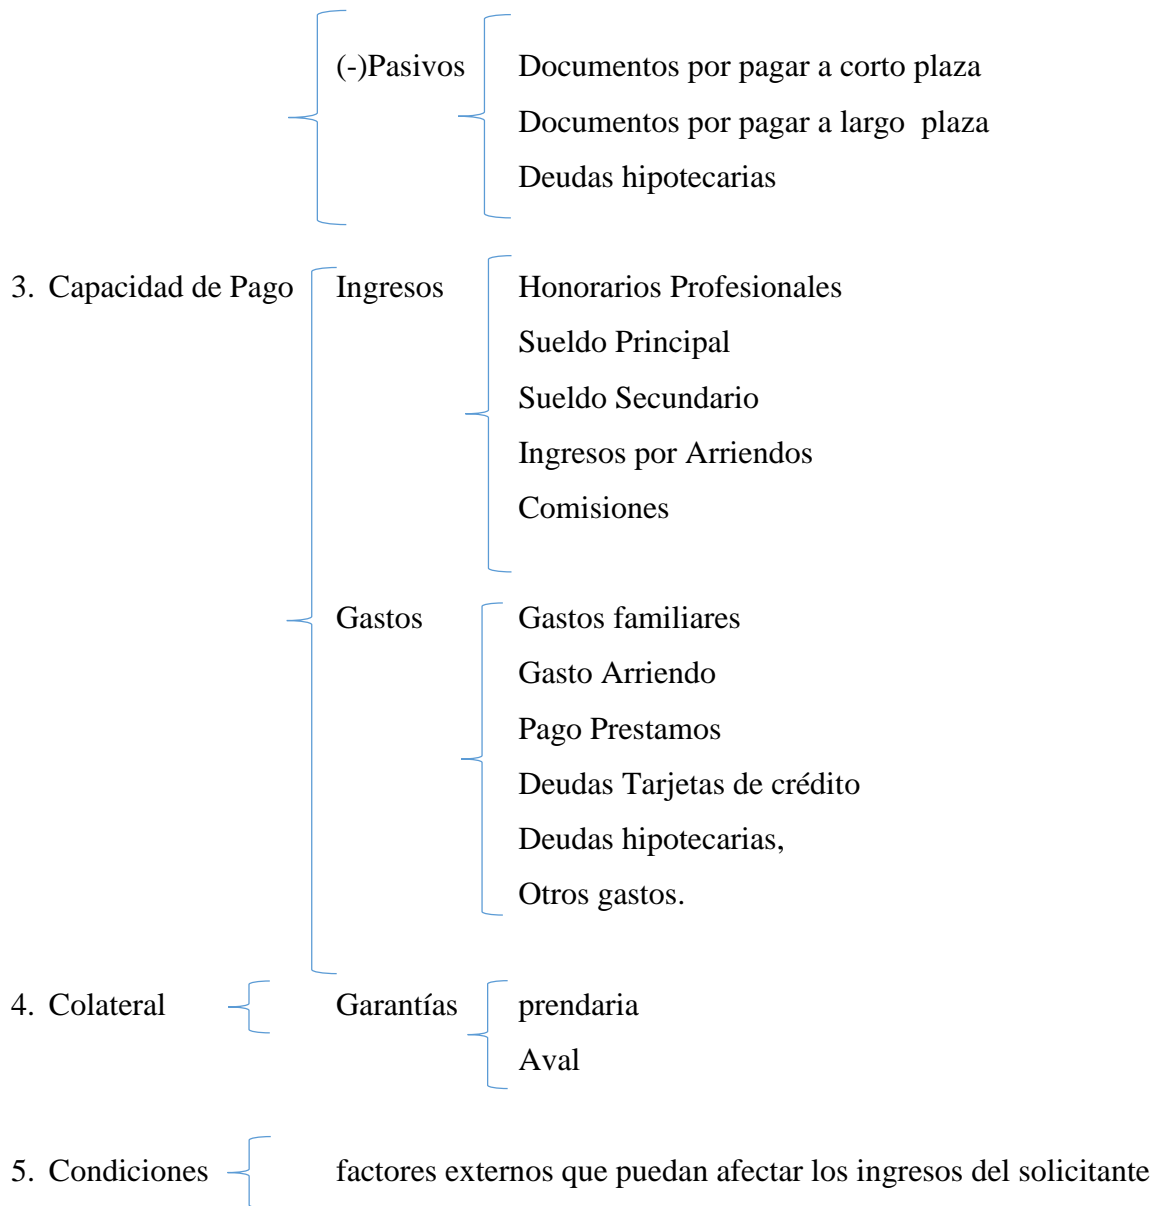 (-)Pasivos Documentos por pagar a corto plaza
Documentos por pagar a largo plaza
Deudas hipotecarias
3. Capacidad de Pago Ingresos Honorarios Profesionales
Sueldo Principal
Sueldo Secundario
Ingresos por Arriendos
Comisiones
Gastos Gastos familiares
Gasto Arriendo
Pago Prestamos
Deudas Tarjetas de crédito
Deudas hipotecarias,
Otros gastos.
4. Colateral Garantías prendaria
Aval
5. Condiciones factores externos que puedan afectar los ingresos del solicitante